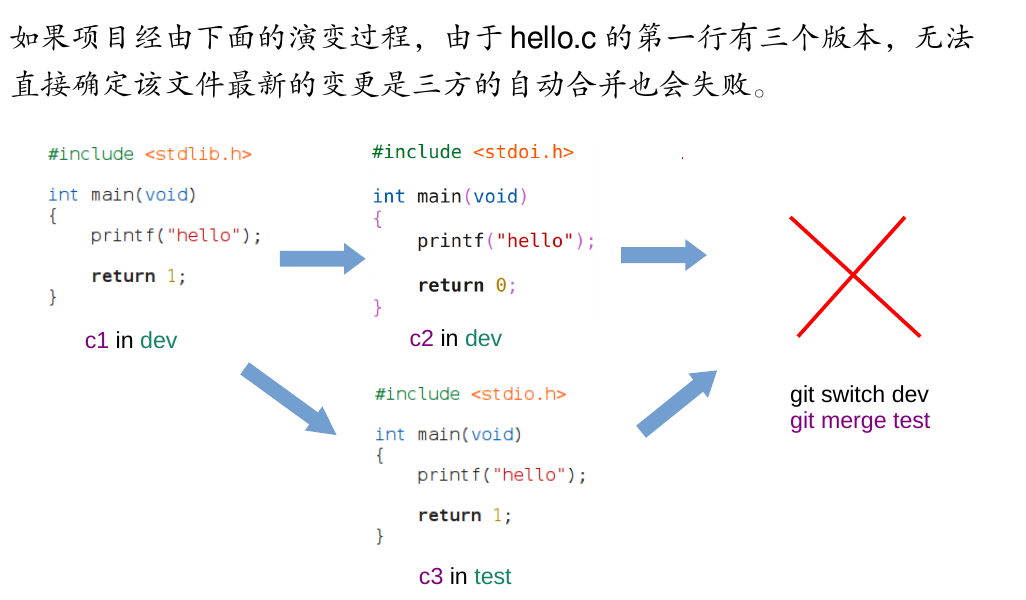 如果项目经由下面的演变过程，由于 hello.c 的第一行有三个版本，无法
直接确定该文件最新的变更是三方的自动合并也会失败。
#include <stdlib.h>
int main(void)
{
printf("hello");
return 1;
}
c1 in dev
#include <stdoi.h>
int main(void)
{
printf("hello");
return 0;
}
c2 in dev
#include <stdio.h>
int main(void)
{
printf("hello");
return 1;
}
c3 in test
git switch dev
git merge test